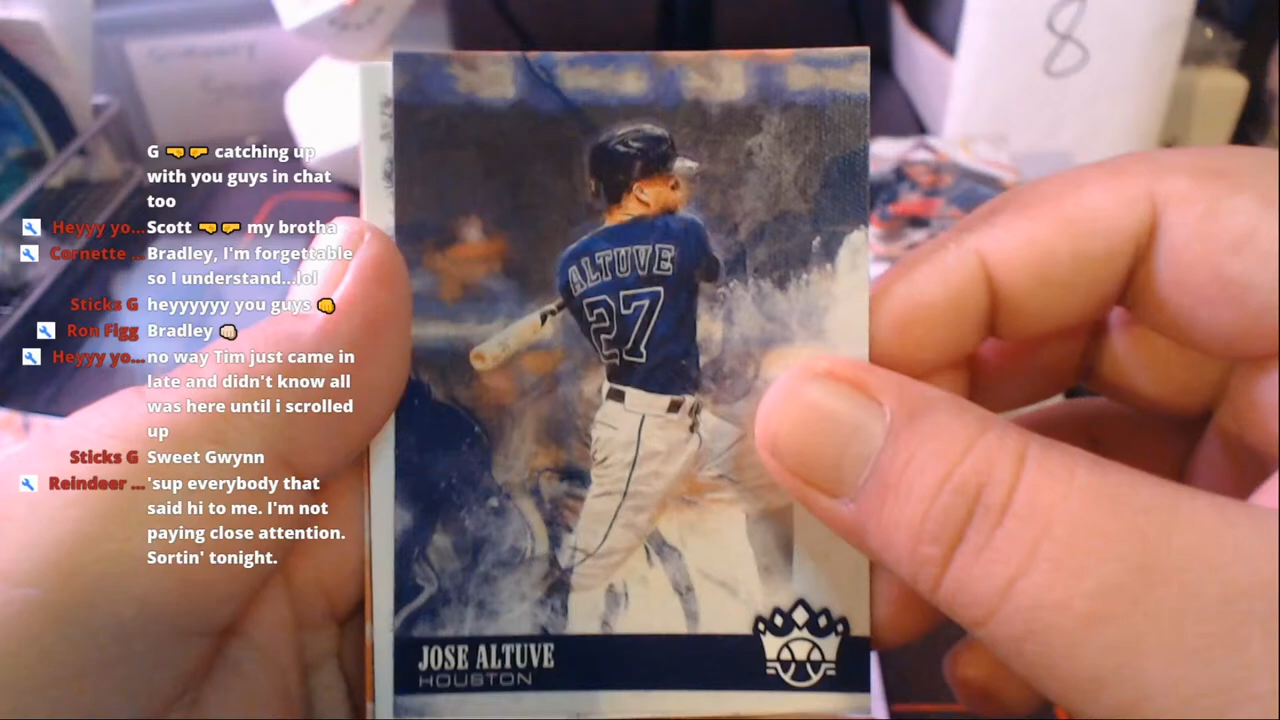 G 🤜 🤛 catching up
with you guys in chat
too
Heyyy yo... Scott 🤜 🤛 my brotha
Cornette ... Bradley, I'm forgettable
so I understand...lol
Sticks G heyyyyyy you guys 👊
Ron Figg Bradley 👊🏻
Heyyy yo... no way Tim just came in
late and didn't know all
was here until i scrolled
up
Sticks G Sweet Gwynn
Reindeer ... 'sup everybody that
said hi to me. I'm not
paying close attention.
Sortin' tonight.
8
ALTUVE
27
JOSE ALTUVE
HOUSTON